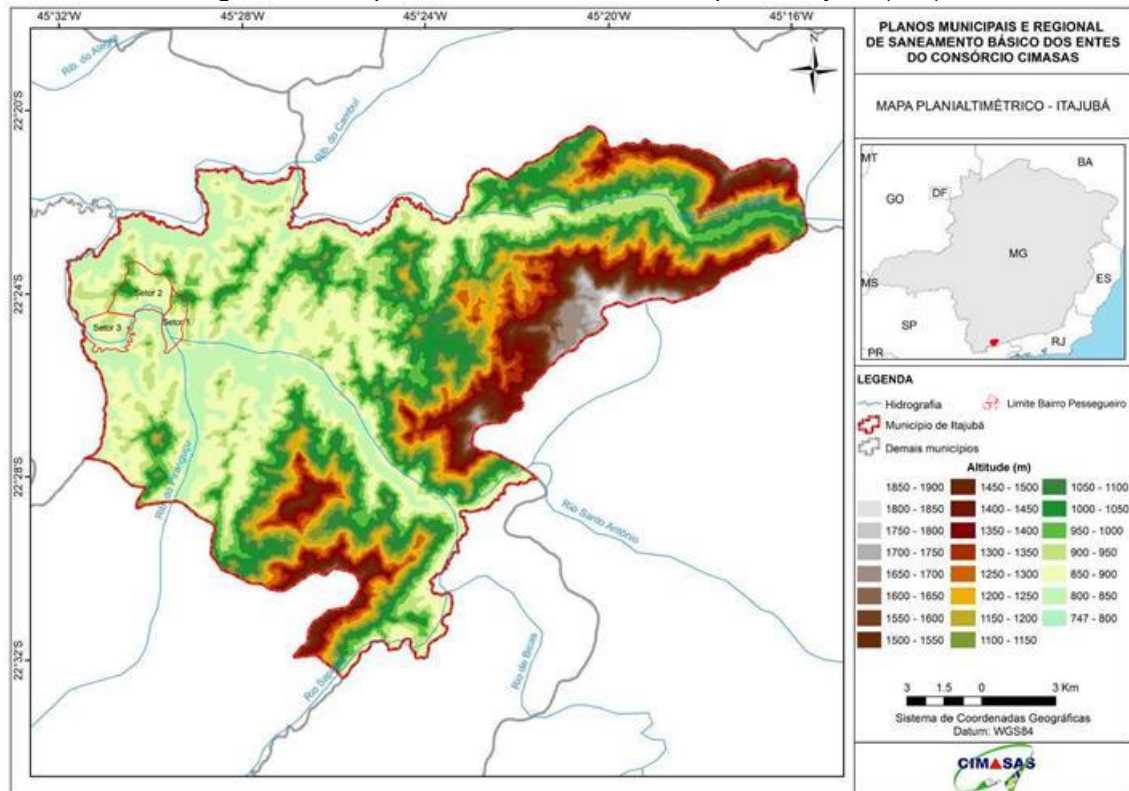 45°32'W
45°28'W
45°24'W
45°20'W
45°16'W
22°20'S
22°24'S
22°28'S
22°32'S
Rib. do Cambuí
N
Setor 2
Setor 3
Setor 1
Rio Santo Antônio
Rio de Bicas
PLANOS MUNICIPAIS E REGIONAL
DE SANEAMENTO BÁSICO DOS ENTES
DO CONSÓRCIO CIMASAS
MAPA PLANIALTIMÉTRICO - ITAJUBÁ
MT
BA
GO
DF
MG
MS
ES
SP
RJ
PR
LEGENDA
Hidrografia
Limite Bairro Pessegueiro
Município de Itajubá
Demais municípios
Altitude (m)
1850 - 1900
1450 - 1500
1050 - 1100
1800 - 1850
1400 - 1450
1000 - 1050
1750 - 1800
1350 - 1400
950 - 1000
1700 - 1750
1300 - 1350
900 - 950
1650 - 1700
1250 - 1300
850 - 900
1600 - 1650
1200 - 1250
800 - 850
1550 - 1600
1150 - 1200
747 - 800
1500 - 1550
1100 - 1150
3 1.5 0 3 Km
Sistema de Coordenadas Geográficas
Datum: WGS84
CIMASAS